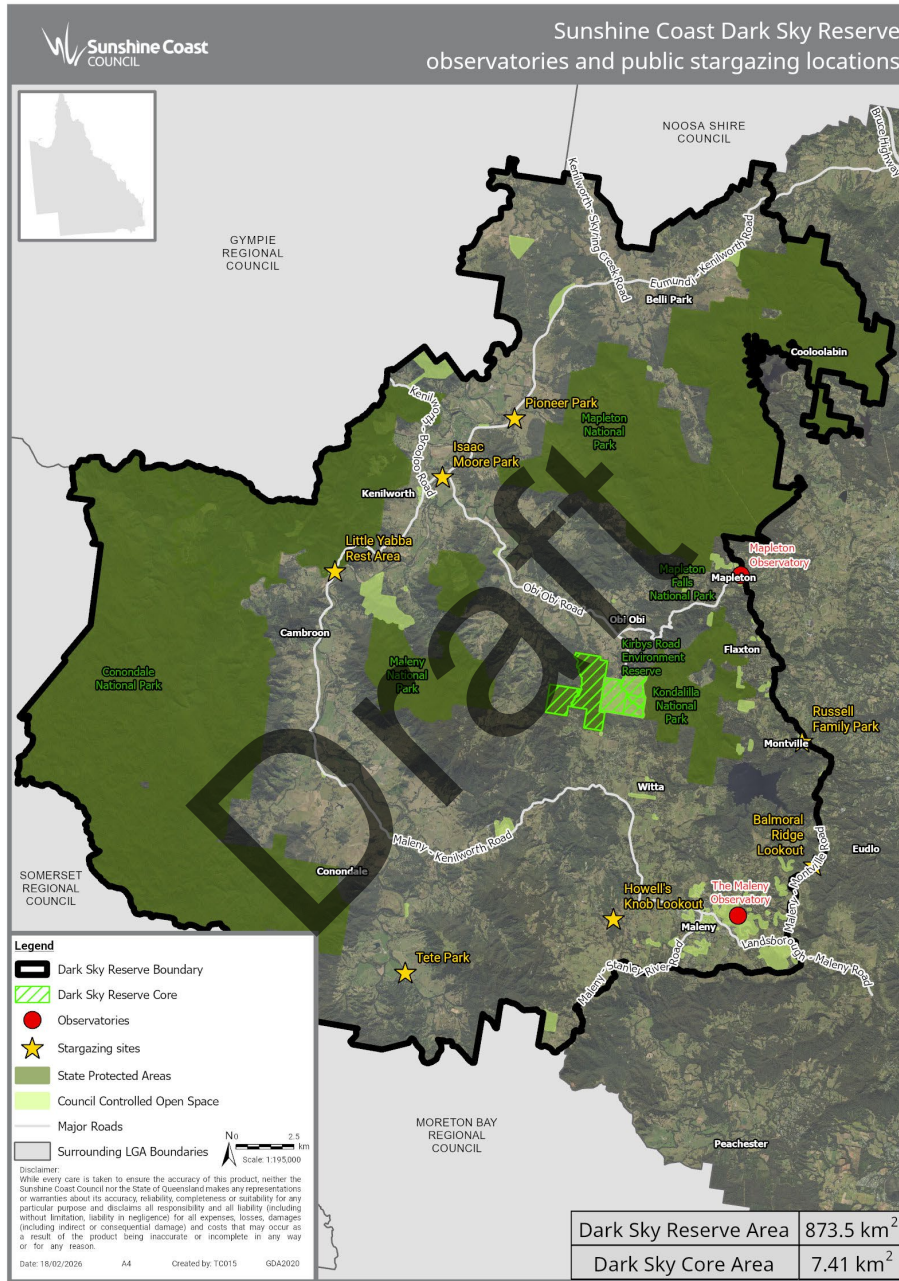 Sunshine Coast
COUNCIL
Sunshine Coast Dark Sky Reserve
observatories and public stargazing locations
NOOSA SHIRE
COUNCIL
Bruce Highway
GYMPIE
REGIONAL
COUNCIL
Kenilworth - Skyring Creek Road
Eumundi - Kenilworth Road
Belli Park
Cooloolabin
Kenilworth - Brooloo Road
Pioneer Park
Mapleton
National
Park
Isaac
Moore Park
Kenilworth
Little Yabba
Rest Area
Mapleton
Observatory
Mapleton
Falls
National Park
Mapleton
Obi Obi Road
Obi Obi
Cambroon
Kirbys Road
Environment
Reserve
Flaxton
Conondale
National Park
Maleny
National
Park
Kondalilla
National
Park
Russell
Family Park
Montville
Witta
Balmoral
Ridge
Lookout
Maleny - Montville Road
Eudlo
Maleny - Kenilworth Road
SOMERSET
REGIONAL
COUNCIL
Conondale
Howell's
Knob Lookout
The Maleny
Observatory
Maleny
Landsborough - Maleny Road
Maleny - Stanley River Road
Tete Park
Draft
Legend
Dark Sky Reserve Boundary
Dark Sky Reserve Core
Observatories
Stargazing sites
State Protected Areas
Council Controlled Open Space
Major Roads
Surrounding LGA Boundaries
N
0 2.5
km
Scale: 1:195,000
MORETON BAY
REGIONAL
COUNCIL
Peachester
Disclaimer:
While every care is taken to ensure the accuracy of this product, neither the
Sunshine Coast Council nor the State of Queensland makes any representations
or warranties about its accuracy, reliability, completeness or suitability for any
particular purpose and disclaims all responsibility and all liability (including
without limitation, liability in negligence) for all expenses, losses, damages
(including indirect or consequential damage) and costs that may occur as
a result of the product being inaccurate or incomplete in any way
or for any reason.
Date: 18/02/2026 A4 Created by: TC015 GDA2020
Dark Sky Reserve Area 873.5 km²
Dark Sky Core Area 7.41 km²